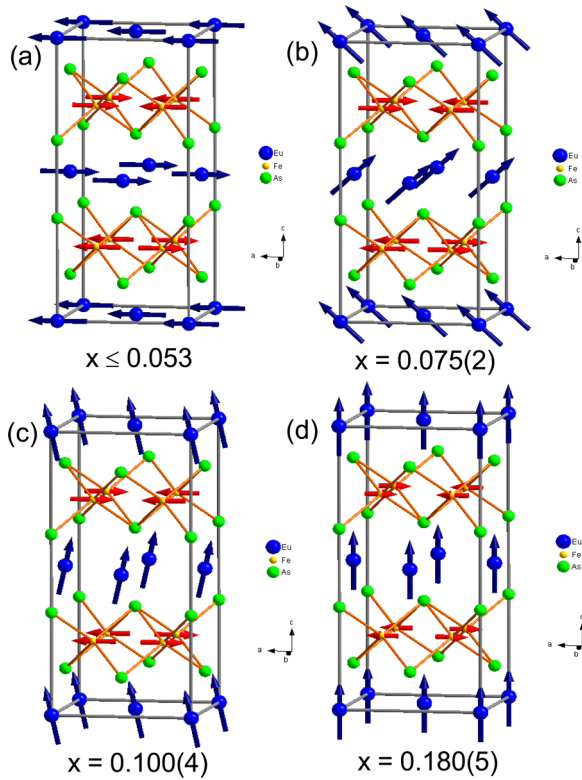 (a)
Eu
Fe
As
c
a
b
x ≤ 0.053
(b)
Eu
Fe
As
c
a
b
x = 0.075(2)
(c)
Eu
Fe
As
c
a
b
x = 0.100(4)
(d)
Eu
Fe
As
c
a
b
x = 0.180(5)